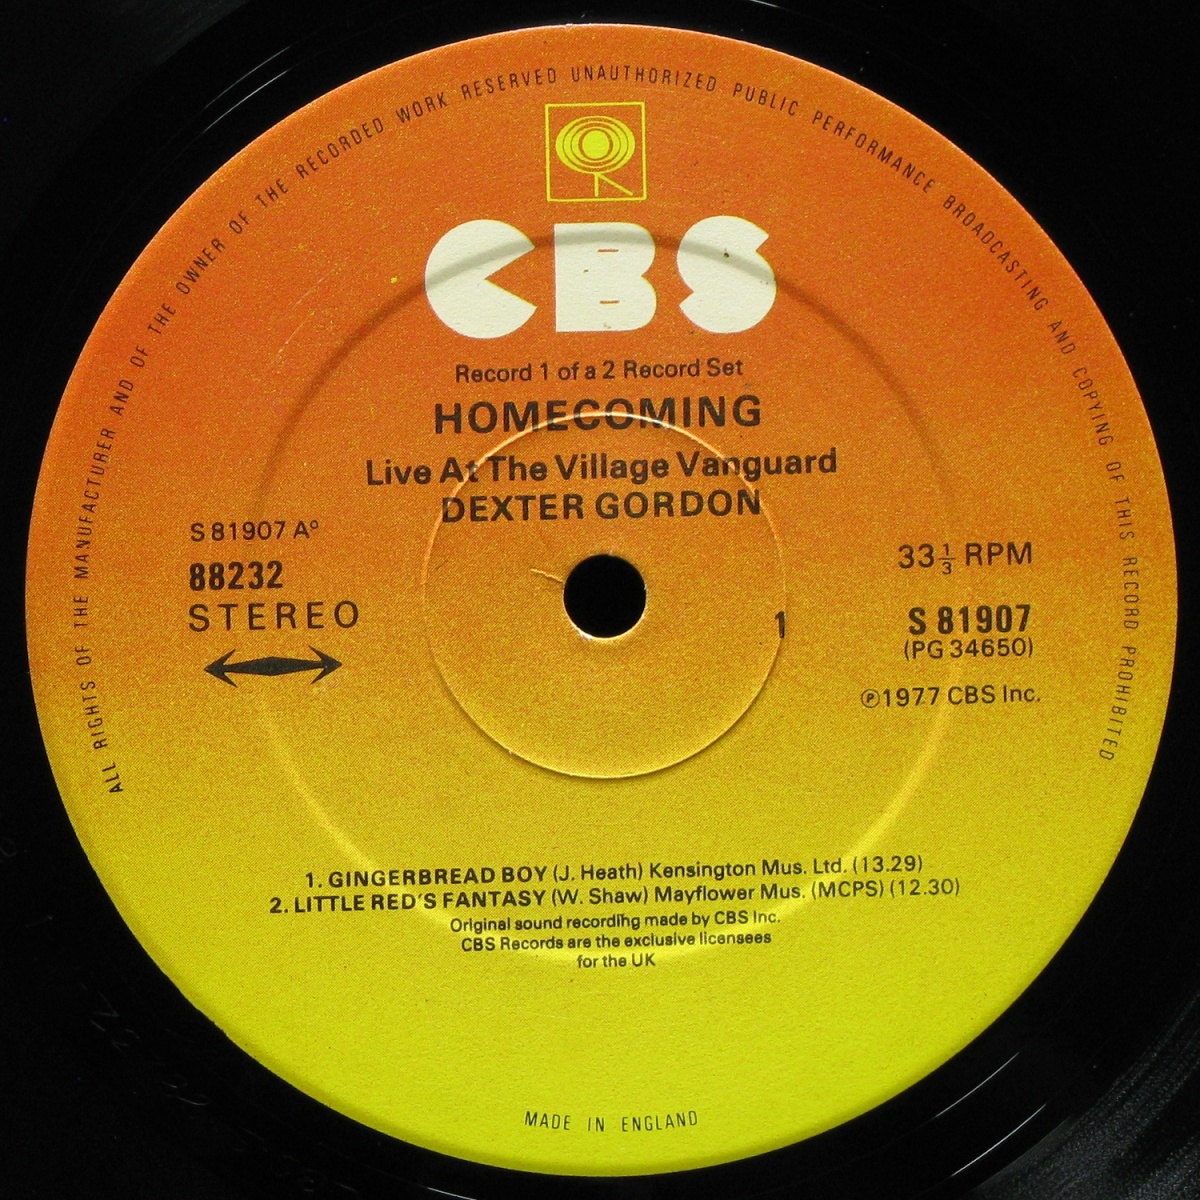 ALL RIGHTS OF THE MANUFACTURER AND OF THE OWNER OF THE RECORDED WORK RESERVED UNAUTHORIZED PUBLIC PERFORMANCE BROADCASTING AND COPYING OF THIS RECORD PROHIBITED
CBS
Record 1 of a 2 Record Set
HOMECOMING
Live At The Village Vanguard
DEXTER GORDON
S 81907 Aº
88232
STEREO
33 1/3 RPM
1
S 81907
(PG 34650)
℗1977 CBS Inc.
1. GINGERBREAD BOY (J. Heath) Kensington Mus. Ltd. (13.29)
2. LITTLE RED'S FANTASY (W. Shaw) Mayflower Mus. (MCPS) (12.30)
Original sound recording made by CBS Inc.
CBS Records are the exclusive licensees
for the UK
MADE IN ENGLAND